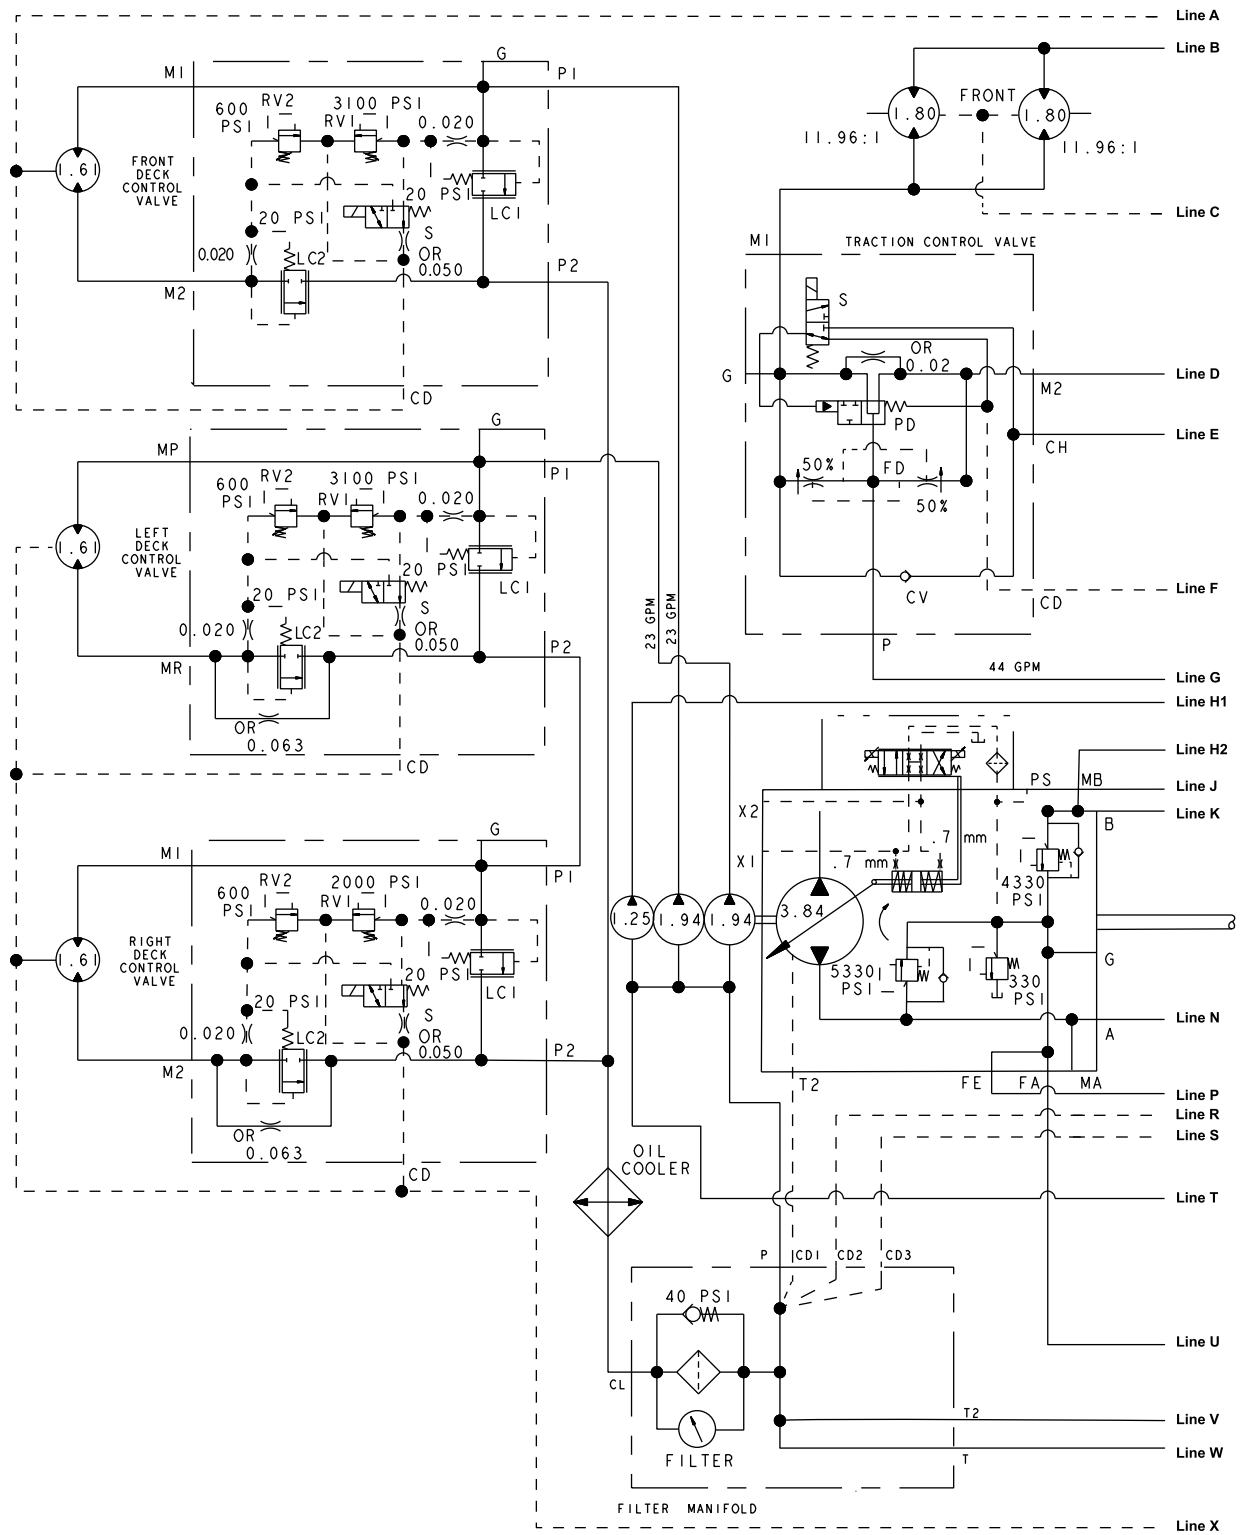 Line A
Line B
G
M1
P1
600
PSI
RV2
3100 PSI
RV1
0.020
FRONT
1.80
1.80
11.96:1
11.96:1
1.61
FRONT
DECK
CONTROL
VALVE
20
PSI
LC1
20 PSI
S
OR
0.050
0.020
LC2
P2
M2
CD
Line C
M1
TRACTION CONTROL VALVE
S
OR
0.02
G
Line D
M2
PD
Line E
CH
50%
FD
50%
CV
Line F
CD
P
44 GPM
Line G
G
MP
P1
600
PSI
RV2
3100 PSI
RV1
0.020
1.61
LEFT
DECK
CONTROL
VALVE
20
PSI
LC1
20 PSI
S
OR
0.050
0.020
LC2
P2
MR
OR
0.063
CD
23 GPM
23 GPM
Line H1
Line H2
PS
MB
Line J
X2
Line K
B
.7 mm
X1
.7 mm
4330
PSI
1.25
1.94
1.94
3.84
5330
PSI
330
PSI
G
Line N
A
T2
FE
FA
MA
Line P
Line R
Line S
G
M1
P1
600
PSI
RV2
2000 PSI
RV1
0.020
1.61
RIGHT
DECK
CONTROL
VALVE
20
PSI
LC1
20 PSI
S
OR
0.050
0.020
LC2
P2
M2
OR
0.063
CD
OIL
COOLER
Line T
P
CD1
CD2
CD3
40 PSI
Line U
CL
T2
Line V
FILTER
T
Line W
FILTER MANIFOLD
Line X